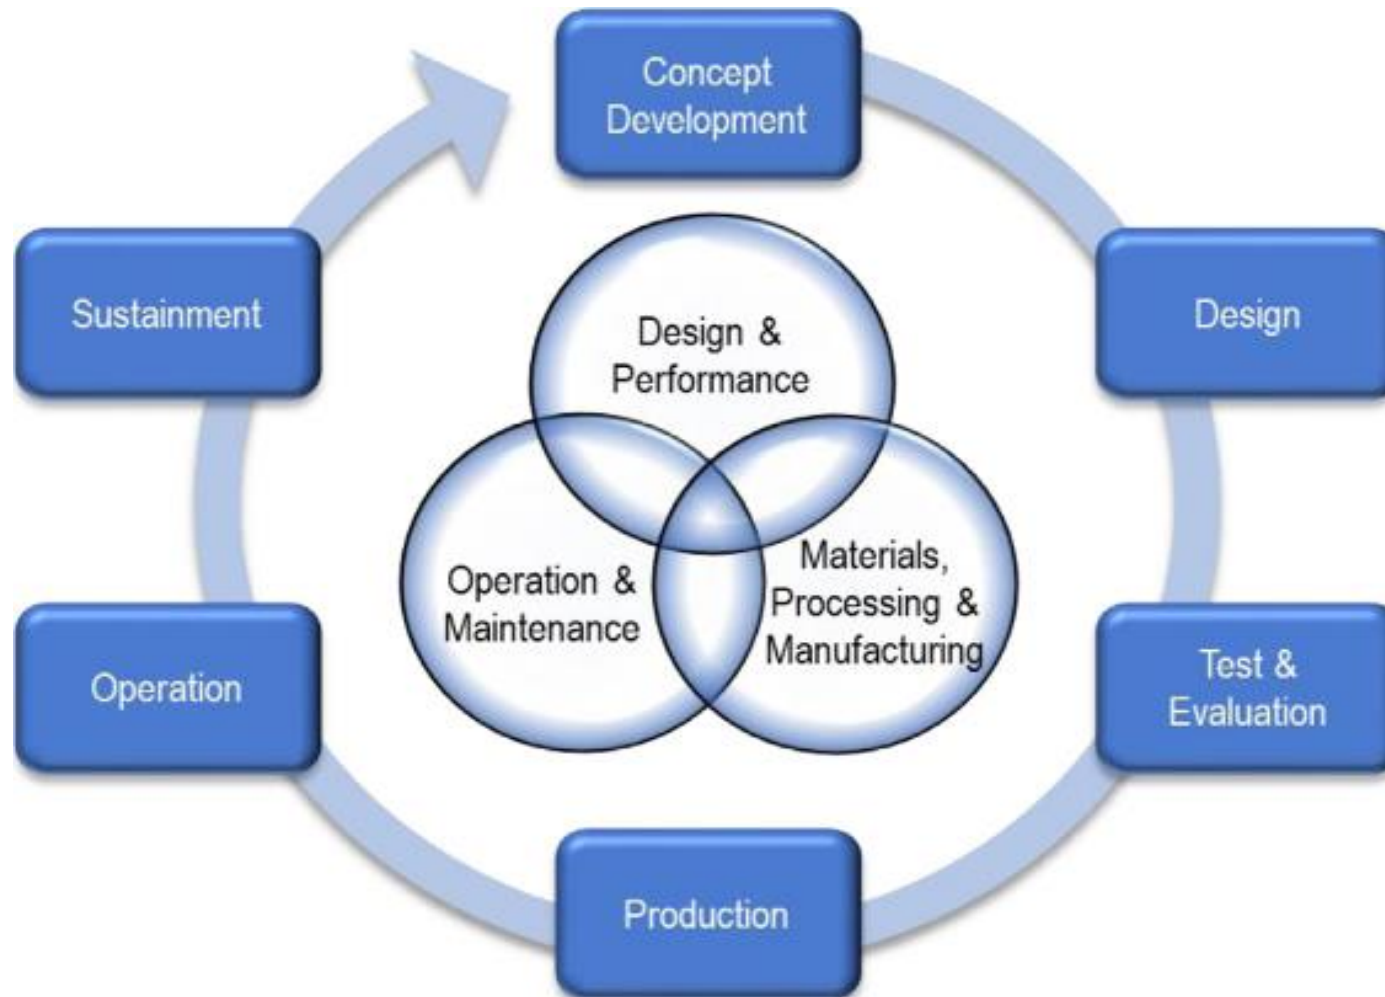 Concept
Development
Design
Test &
Evaluation
Production
Operation
Sustainment
Design &
Performance
Operation &
Maintenance
Materials,
Processing &
Manufacturing